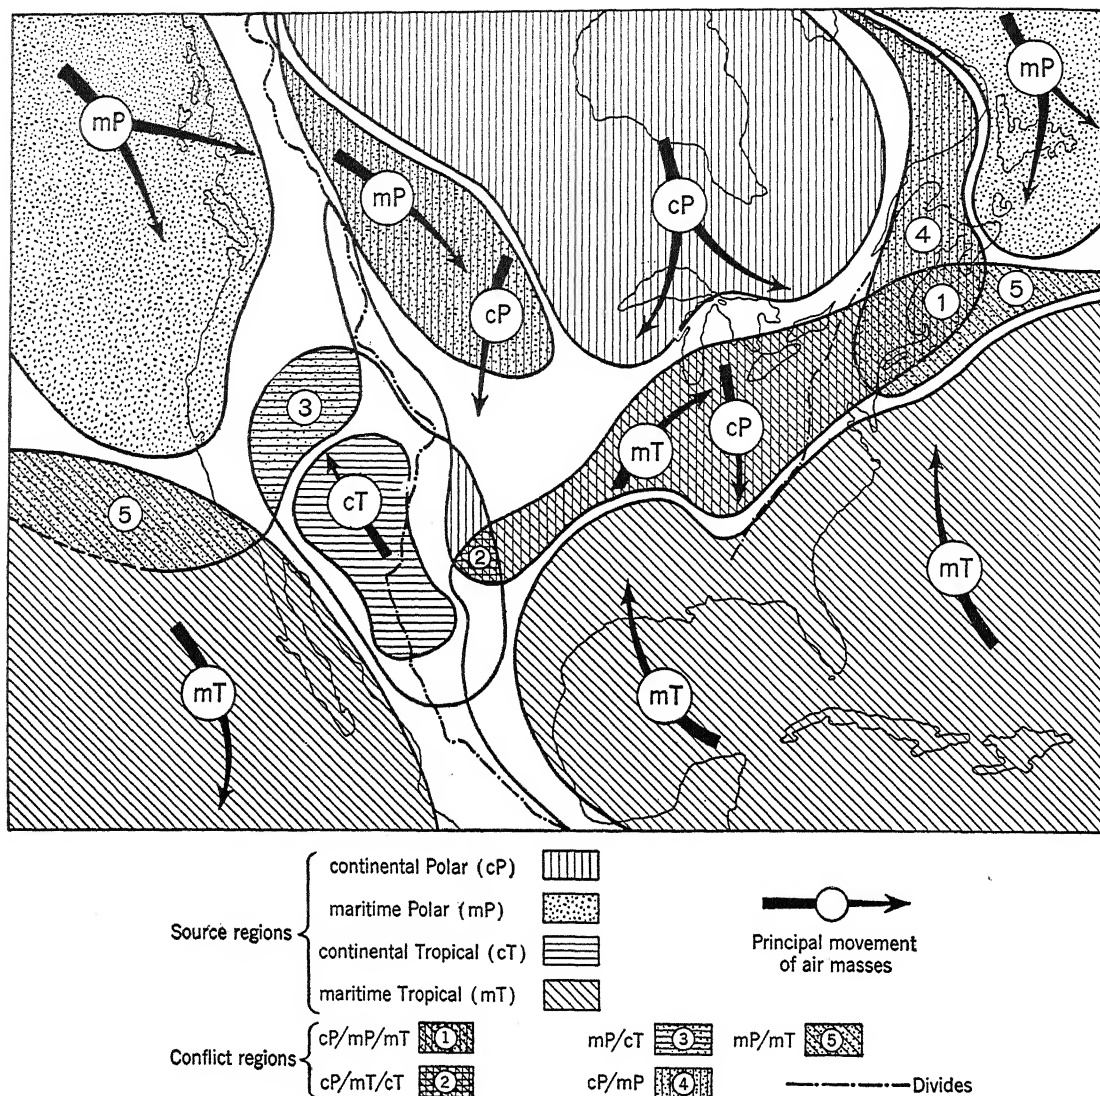 mP
mP
mP
cP
4
cP
1
5
3
mT
cP
cT
5
2
mT
mT
mT
Source regions
continental Polar (cP)
maritime Polar (mP)
continental Tropical (cT)
maritime Tropical (mT)
Principal movement
of air masses
Conflict regions
cP/mP/mT 1
mP/cT 3
mP/mT 5
cP/mT/cT 2
cP/mP 4
Divides